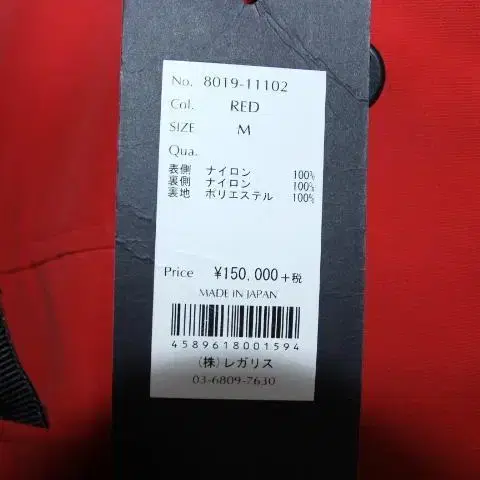 No. 8019-11102
Col. RED
SIZE M
Qua.
表側 ナイロン 100%
裏側 ナイロン 100%
裏地 ポリエステル 100%
Price ¥150,000+税
MADE IN JAPAN
4589618001594
(株)レガリス
03-6809-7630